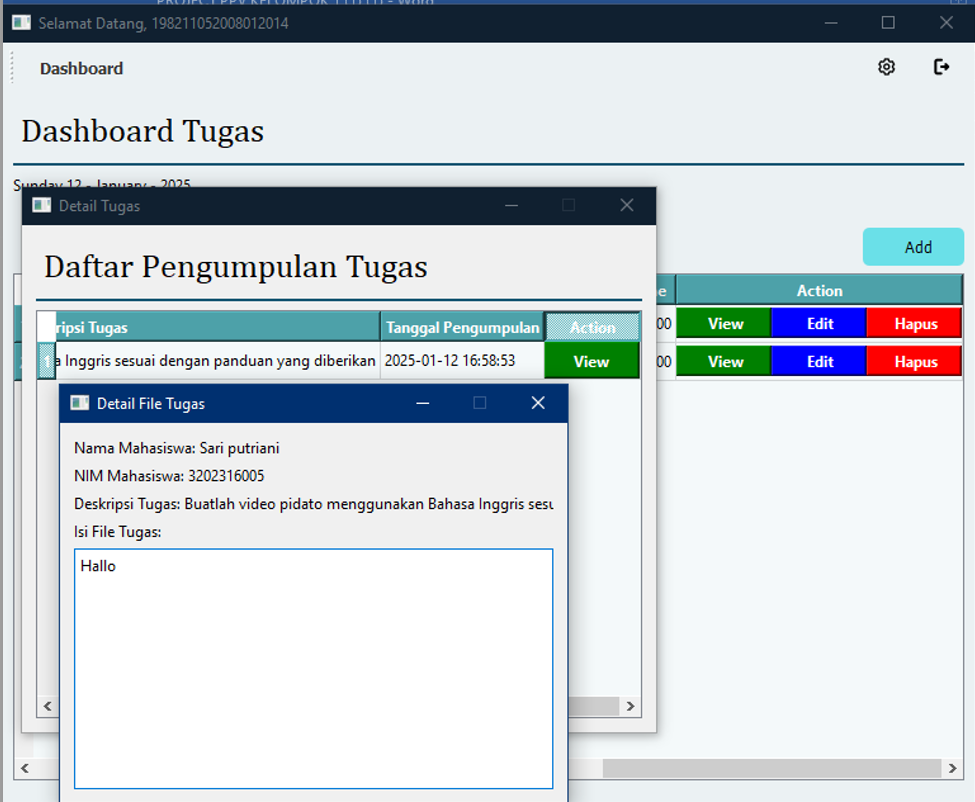 Selamat Datang, 198211052008012014
Dashboard
Dashboard Tugas
Sunday 12 - January - 2025
Add
Action
00 View Edit Hapus
00 View Edit Hapus
Detail Tugas
Daftar Pengumpulan Tugas
ripsi Tugas Tanggal Pengumpulan Action
1 a Inggris sesuai dengan panduan yang diberikan 2025-01-12 16:58:53 View
Detail File Tugas
Nama Mahasiswa: Sari putriani
NIM Mahasiswa: 3202316005
Deskripsi Tugas: Buatlah video pidato menggunakan Bahasa Inggris sesu
Isi File Tugas:
Hallo